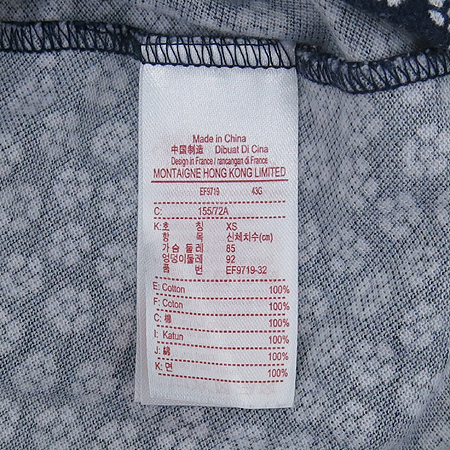 Made in China
中国制造 Dibuat Di Cina
Design in France / rancangan di France
MONTAIGNE HONG KONG LIMITED
EF9719 43G
C: 155/72A
K: 호 칭 XS
항 목 신체치수(㎝)
가슴 둘레 85
엉덩이둘레 92
품 번 EF9719-32
E: Cotton 100%
F: Coton 100%
C: 棉 100%
I: Katun 100%
J: 綿 100%
K: 면 100%